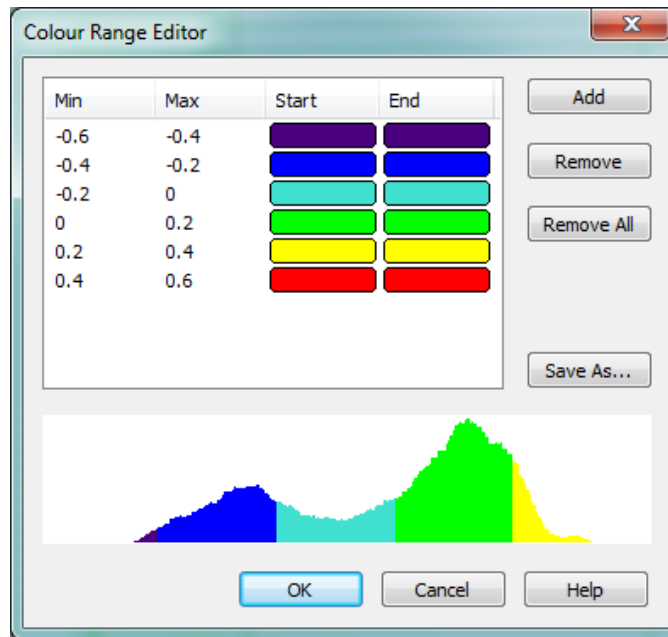 Colour Range Editor
Min Max Start End
-0.6 -0.4
-0.4 -0.2
-0.2 0
0 0.2
0.2 0.4
0.4 0.6
Add
Remove
Remove All
Save As...
OK Cancel Help